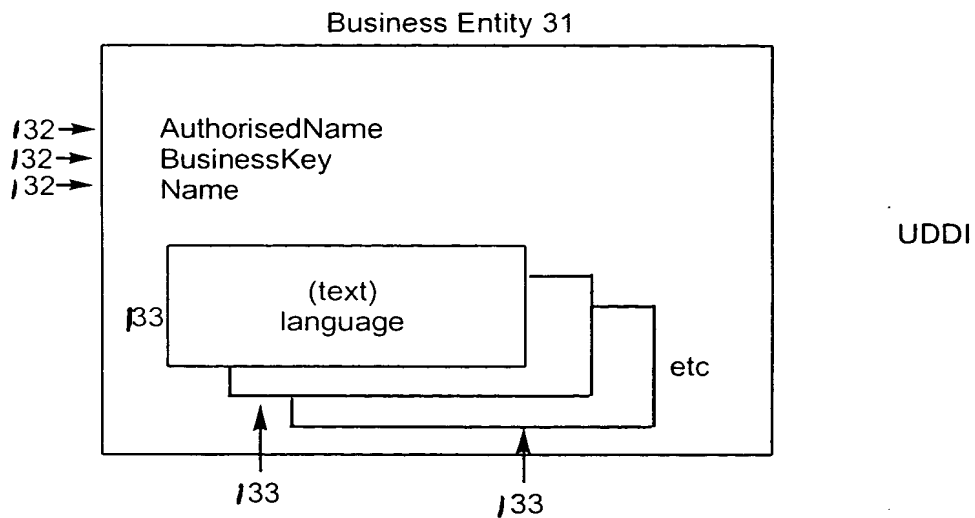 Business Entity 31
132 AuthorisedName
132 BusinessKey
132 Name
UDDI
(text)
133 language
etc
133
133